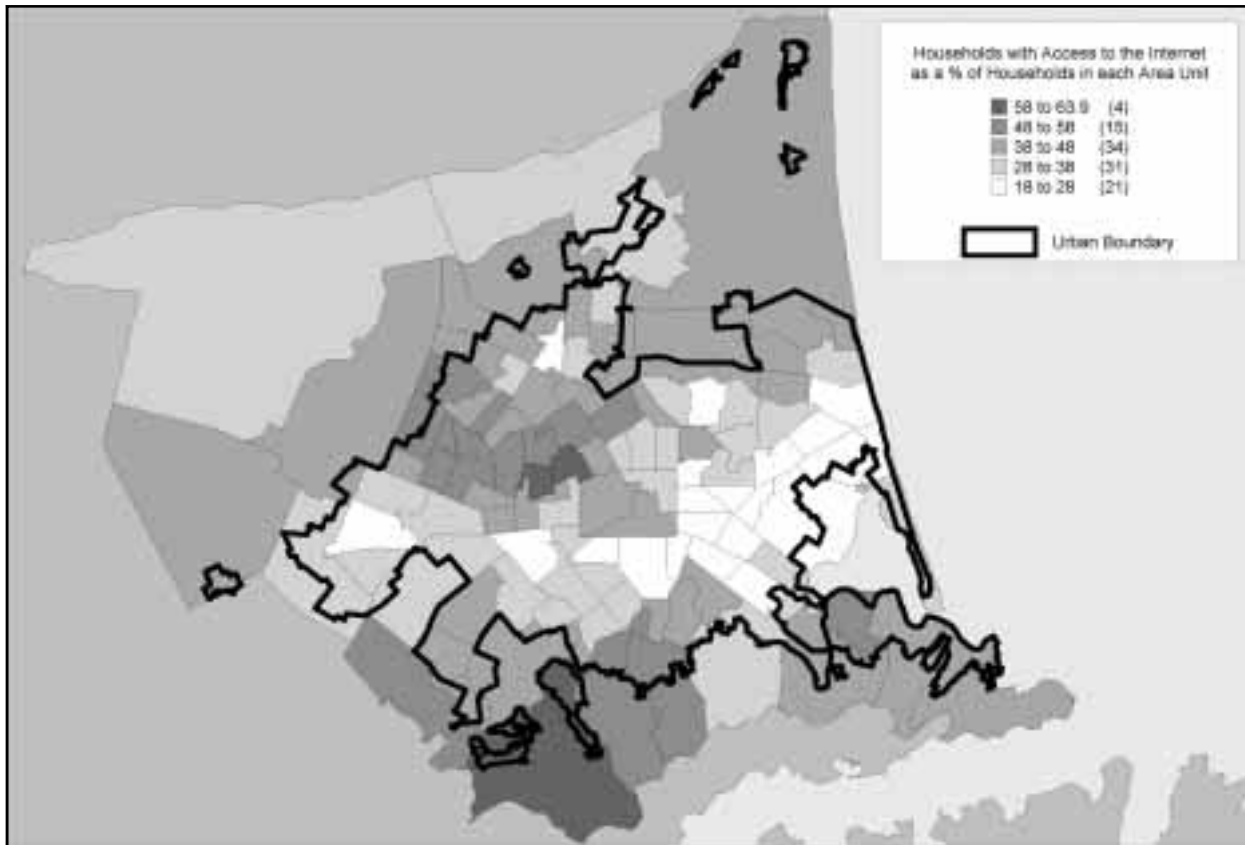 Households with Access to the Internet
as a % of Households in each Area Unit
58 to 63.9 (4)
48 to 58 (15)
38 to 48 (34)
28 to 38 (31)
18 to 28 (21)
Urban Boundary